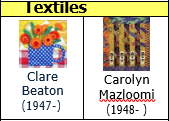 Textiles
Clare
Beaton
(1947-)
Carolyn
Mazloomi
(1948- )